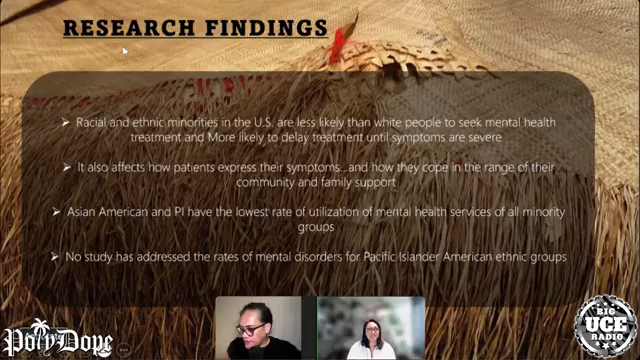 RESEARCH FINDINGS
➢ Racial and ethnic minorities in the U.S. are less likely than white people to seek mental health
treatment and More likely to delay treatment until symptoms are severe
➢ It also affects how patients express their symptoms...and how they cope in the range of their
community and family support
➢ Asian American and PI have the lowest rate of utilization of mental health services of all minority
groups
➢ No study has addressed the rates of mental disorders for Pacific Islander American ethnic groups
PolyDope
BIG
UCE
RADIO